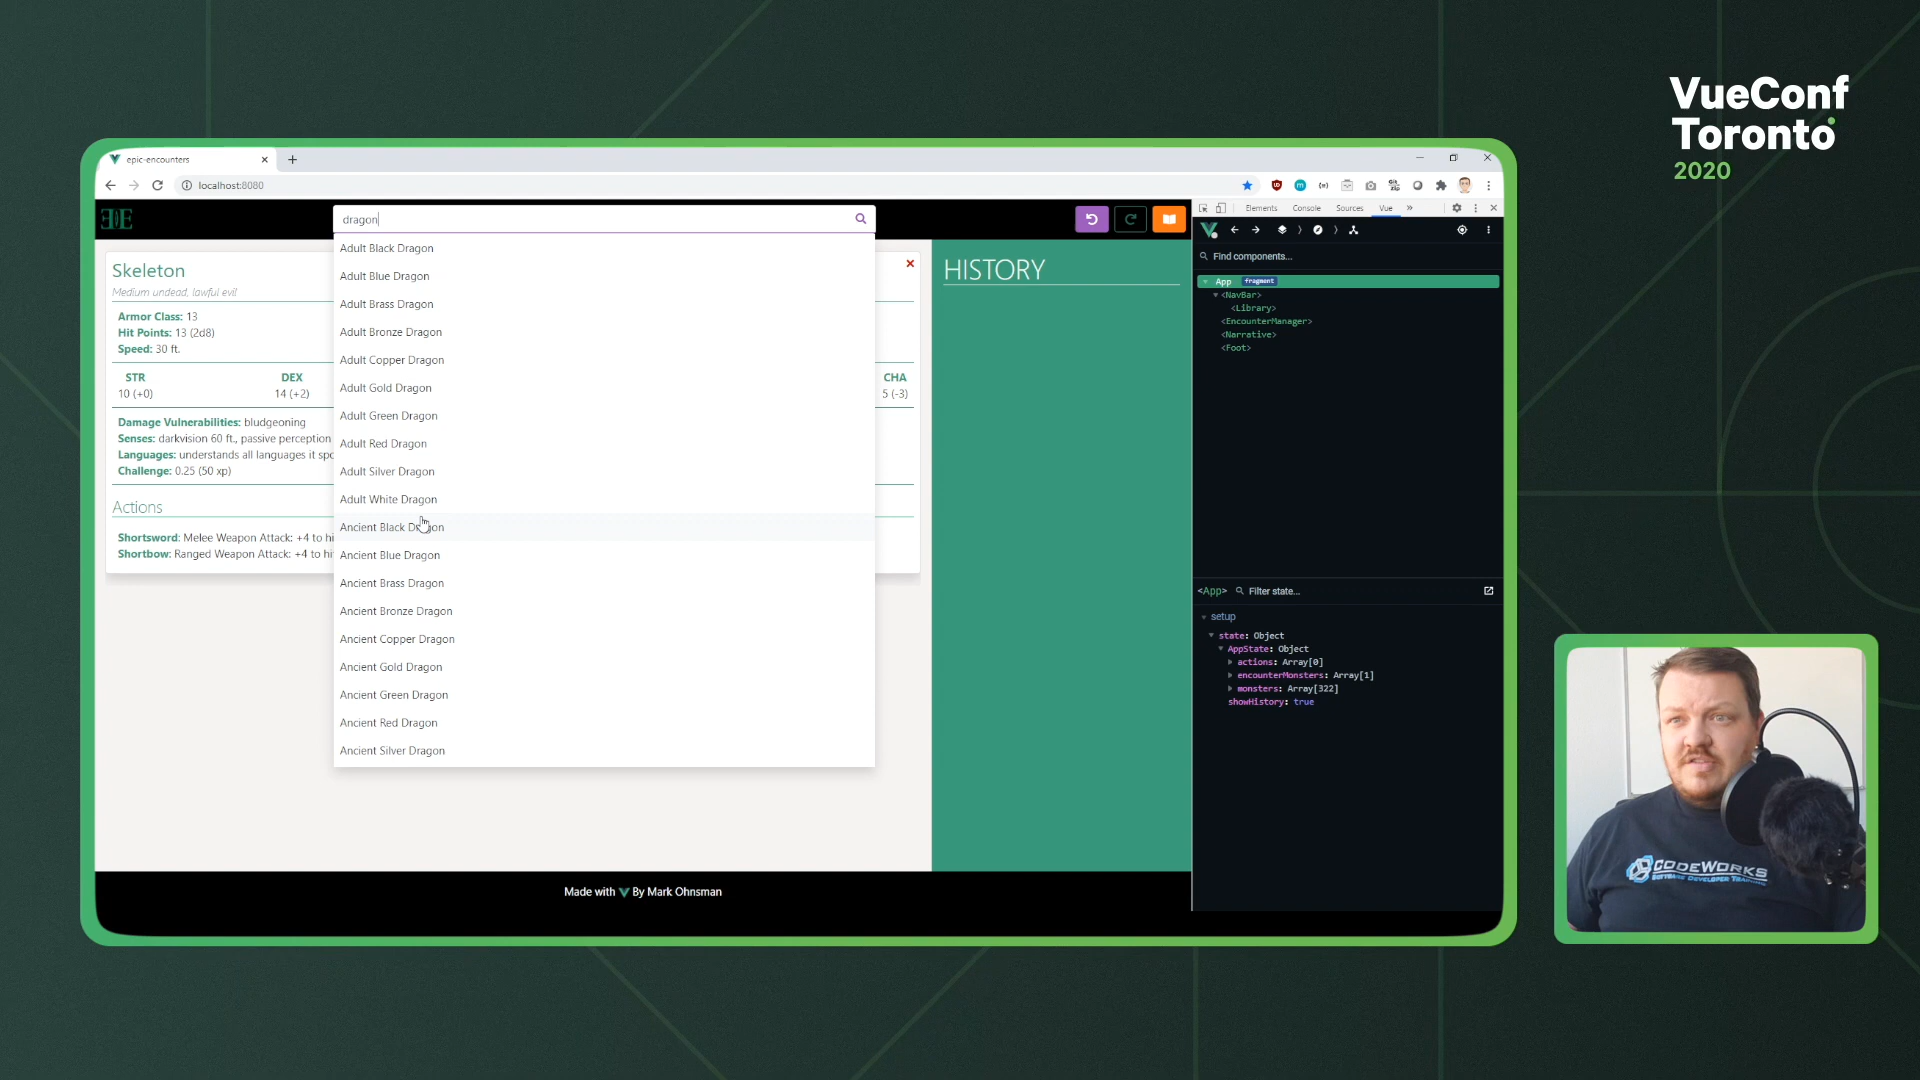 VueConf
Toronto
2020
epic-encounters
localhost:8080
dragon
Elements Console Sources Vue »
Skeleton
Medium undead, lawful evil
Armor Class: 13
Hit Points: 13 (2d8)
Speed: 30 ft.
STR DEX CHA
10 (+0) 14 (+2) 5 (-3)
Damage Vulnerabilities: bludgeoning
Senses: darkvision 60 ft., passive perception
Languages: understands all languages it spo
Challenge: 0.25 (50 xp)
Actions
Shortsword: Melee Weapon Attack: +4 to hi
Shortbow: Ranged Weapon Attack: +4 to hi
Adult Black Dragon
Adult Blue Dragon
Adult Brass Dragon
Adult Bronze Dragon
Adult Copper Dragon
Adult Gold Dragon
Adult Green Dragon
Adult Red Dragon
Adult Silver Dragon
Adult White Dragon
Ancient Black Dragon
Ancient Blue Dragon
Ancient Brass Dragon
Ancient Bronze Dragon
Ancient Copper Dragon
Ancient Gold Dragon
Ancient Green Dragon
Ancient Red Dragon
Ancient Silver Dragon
HISTORY
Find components...
App fragment
<NavBar>
<Library>
<EncounterManager>
<Narrative>
<Foot>
<App> Filter state...
setup
state: Object
AppState: Object
actions: Array[0]
encounterMonsters: Array[1]
monsters: Array[322]
showHistory: true
Made with By Mark Ohnsman
CODEWORKS
SOFTWARE DEVELOPER TRAINING